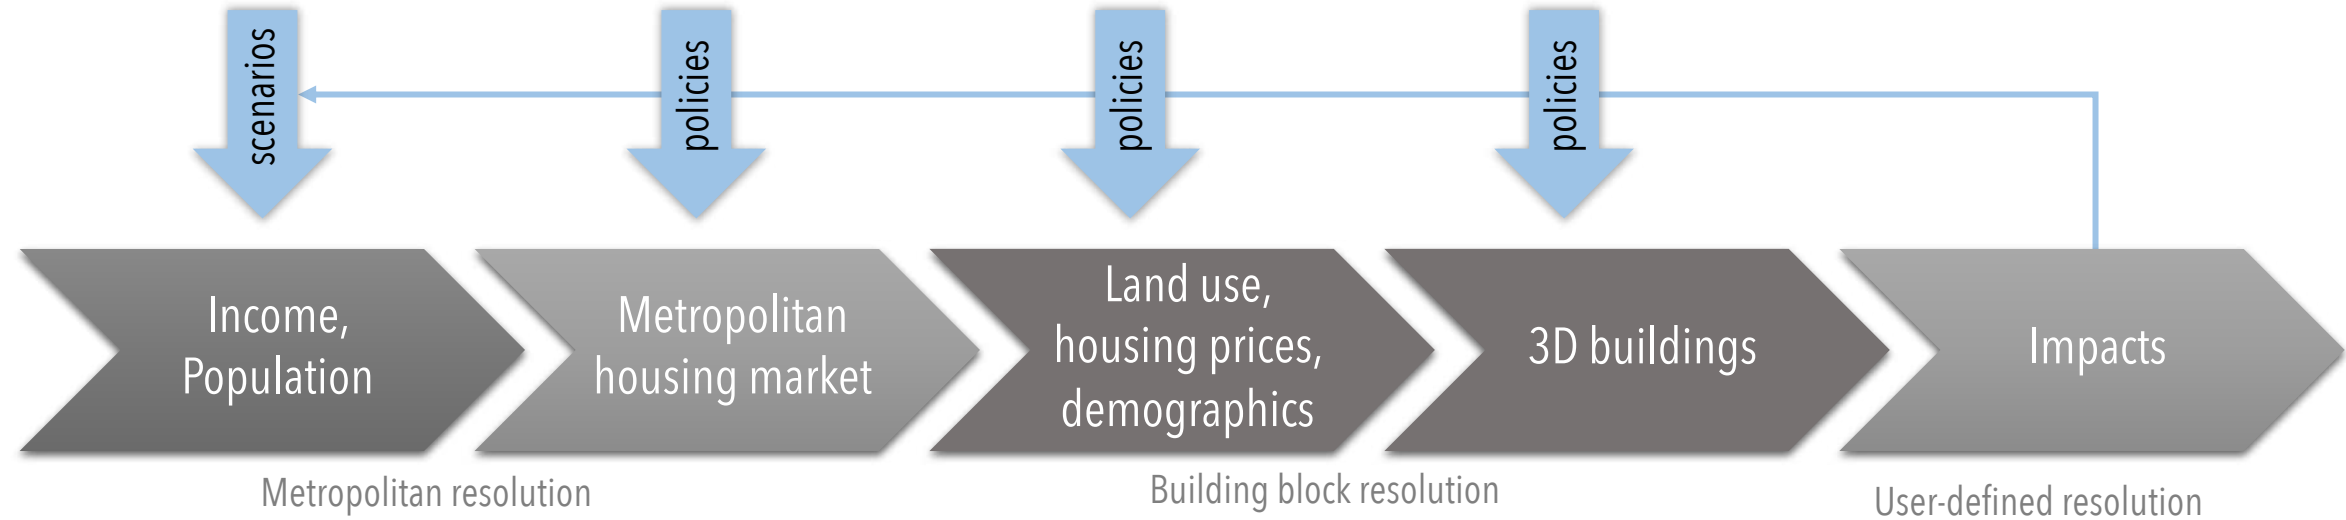 scenarios
policies
policies
policies
Income,
Population
Metropolitan
housing market
Land use,
housing prices,
demographics
3D buildings
Impacts
Metropolitan resolution
Building block resolution
User-defined resolution